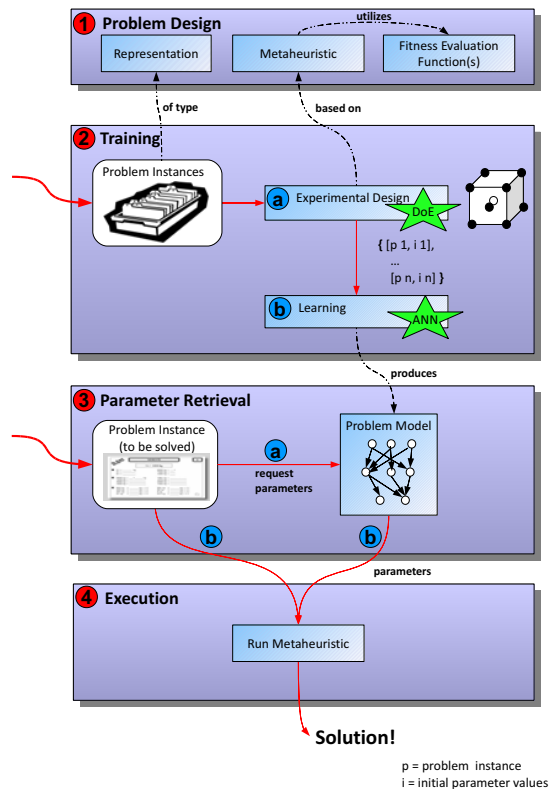 1 Problem Design
utilizes
Representation
Metaheuristic
Fitness Evaluation
Function(s)
of type
based on
2 Training
Problem Instances
a Experimental Design
DoE
{ [p 1, i 1],
...
[p n, i n] }
b Learning
ANN
produces
3 Parameter Retrieval
Problem Instance
(to be solved)
Problem Model
a
request
parameters
b
b
parameters
4 Execution
Run Metaheuristic
Solution!
p = problem instance
i = initial parameter values